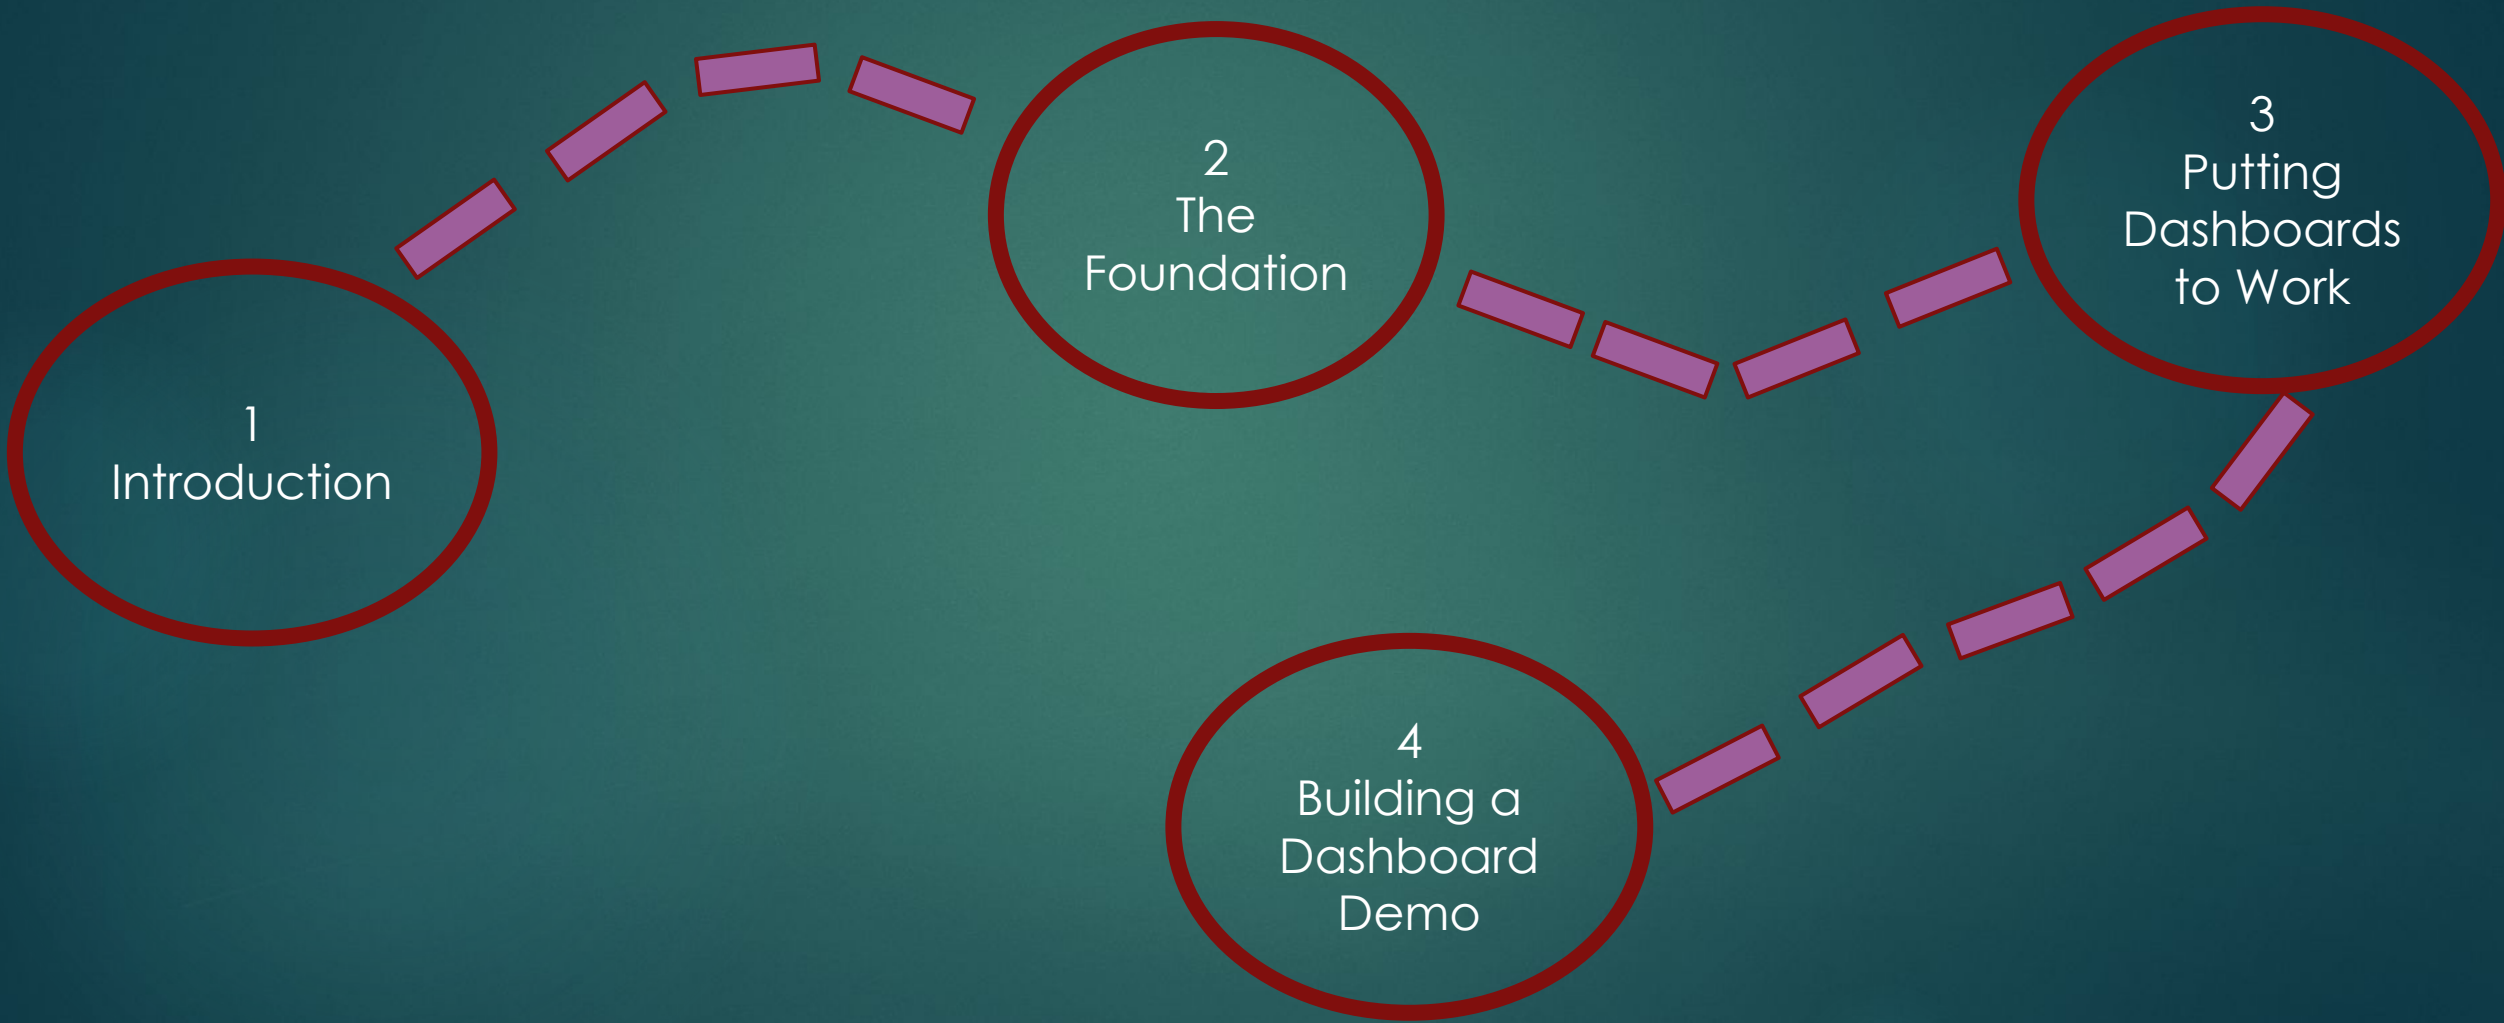 1
Introduction
2
The
Foundation
3
Putting
Dashboards
to Work
4
Building a
Dashboard
Demo